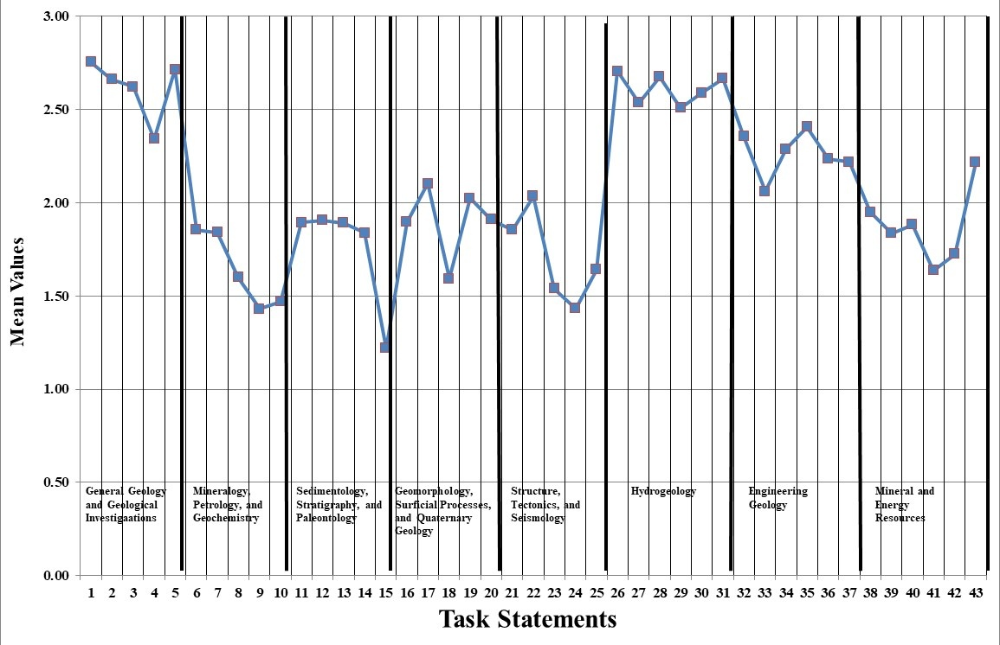 3.00
2.50
2.00
1.50
1.00
0.50
0.00
Mean Values
General Geology
and Geological
Investigaations
Mineralogy,
Petrology, and
Geochemistry
Sedimentology,
Stratigraphy, and
Paleontology
Geomorphology,
Surficial Processes,
and Quaternary
Geology
Structure,
Tectonics, and
Seismology
Hydrogeology
Engineering
Geology
Mineral and
Energy
Resources
1 2 3 4 5 6 7 8 9 10 11 12 13 14 15 16 17 18 19 20 21 22 23 24 25 26 27 28 29 30 31 32 33 34 35 36 37 38 39 40 41 42 43
Task Statements